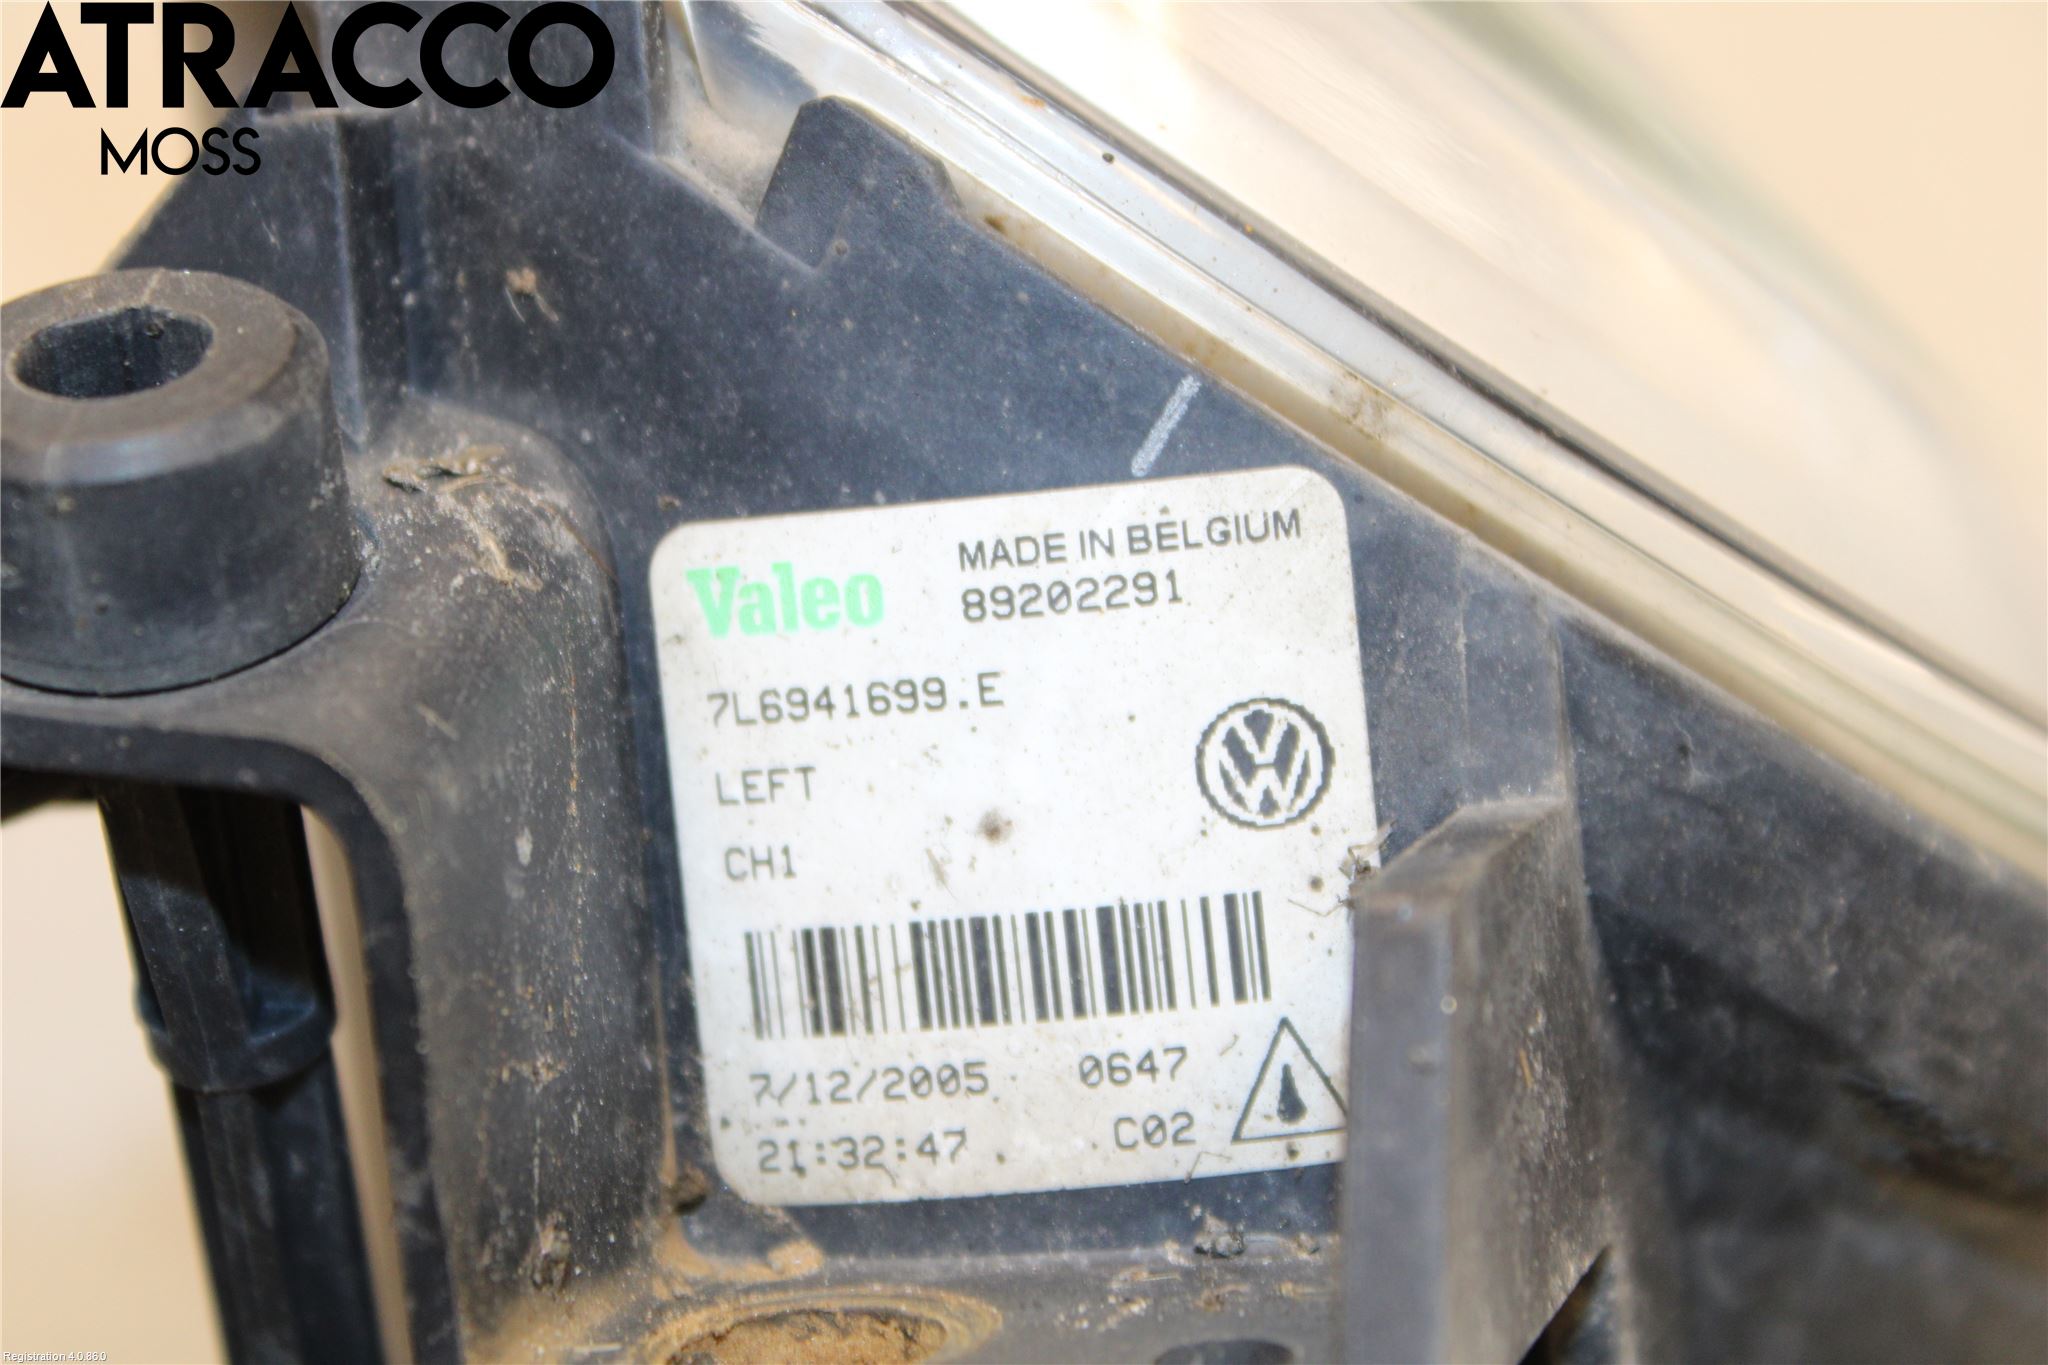 ATRACCO
MOSS
Valeo
MADE IN BELGIUM
89202291
7L6941699.E
LEFT
CH1
7/12/2005 0647
21:32:47 C02
Registration 4.0.86.0